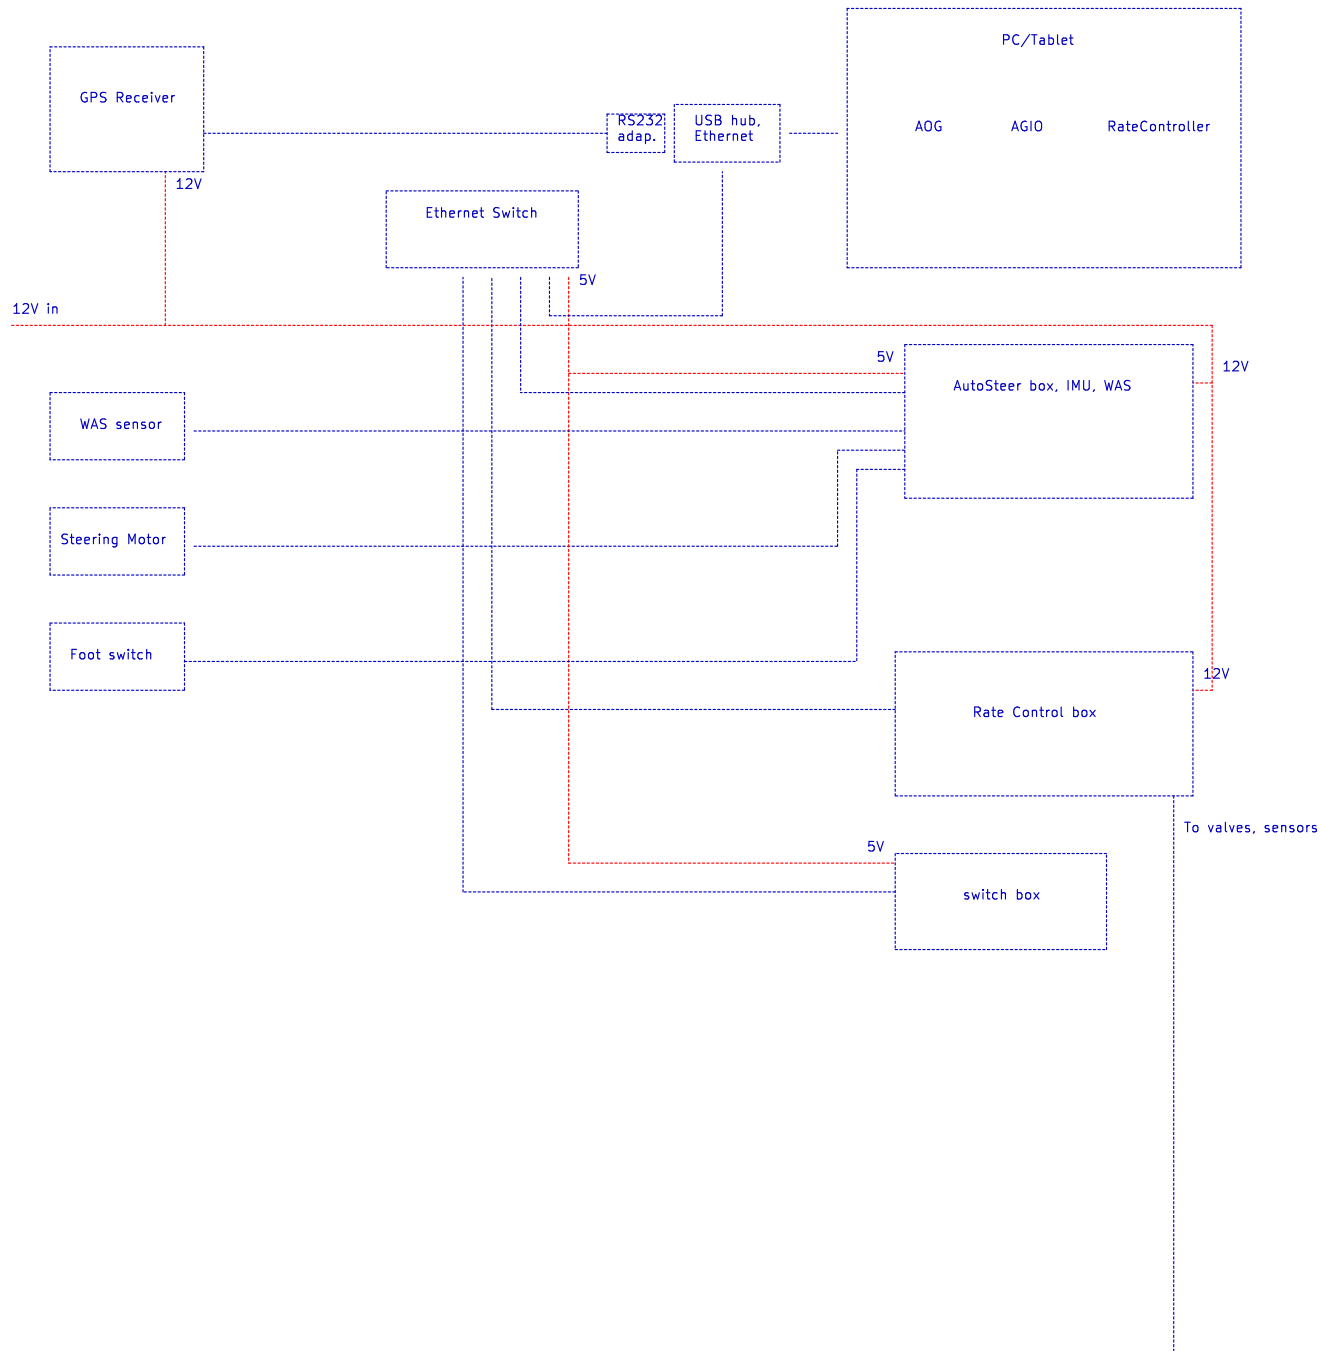 PC/Tablet
GPS Receiver
RS232
adap.
USB hub,
Ethernet
AOG
AGIO
RateController
12V
Ethernet Switch
5V
12V in
5V
12V
AutoSteer box, IMU, WAS
WAS sensor
Steering Motor
Foot switch
12V
Rate Control box
To valves, sensors
5V
switch box